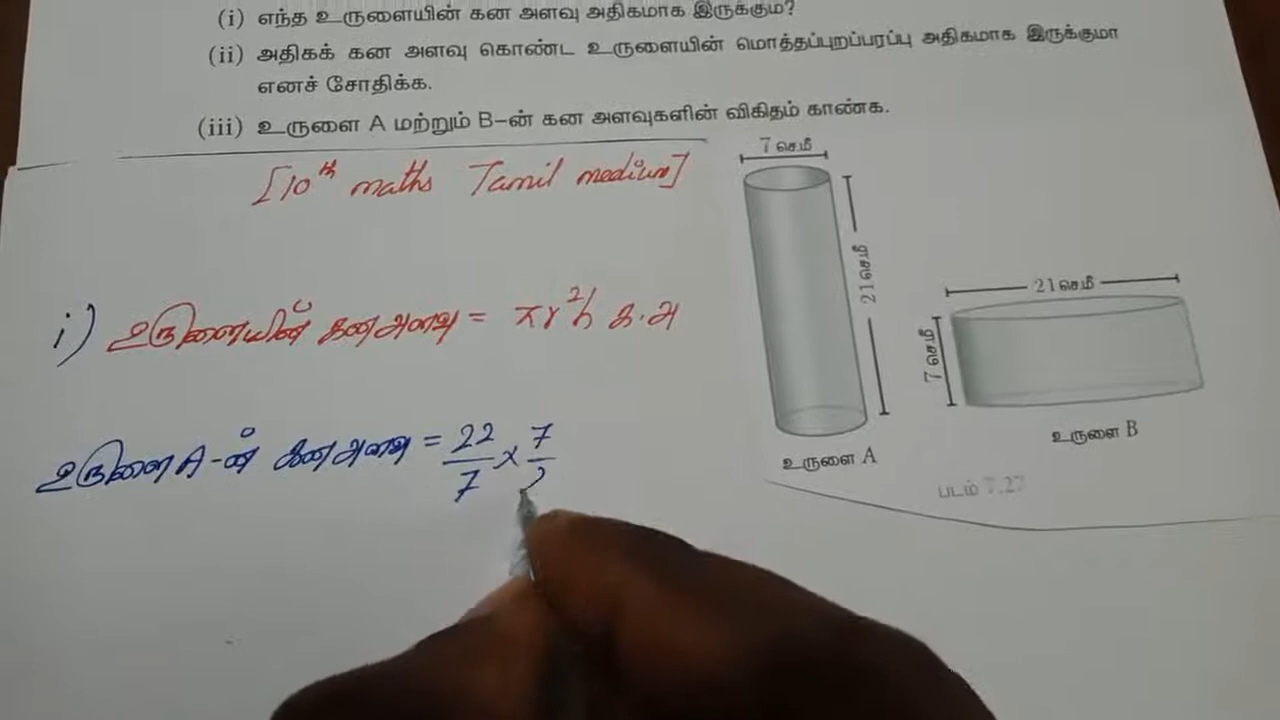 (i) எந்த உருளையின் கன அளவு அதிகமாக இருக்கும்?
(ii) அதிகக் கன அளவு கொண்ட உருளையின் மொத்தப்புறப்பரப்பு அதிகமாக இருக்குமா
எனச் சோதிக்க.
(iii) உருளை A மற்றும் B-ன் கன அளவுகளின் விகிதம் காண்க.
[10th maths Tamil medium]
7 செமீ
21 செமீ
உருளை A
21 செமீ
7 செமீ
உருளை B
படம் 7.27
i) உருளையின் கனஅளவு = πr²h க.அ
உருளை A-ன் கனஅளவு = 22/7 × 7/2